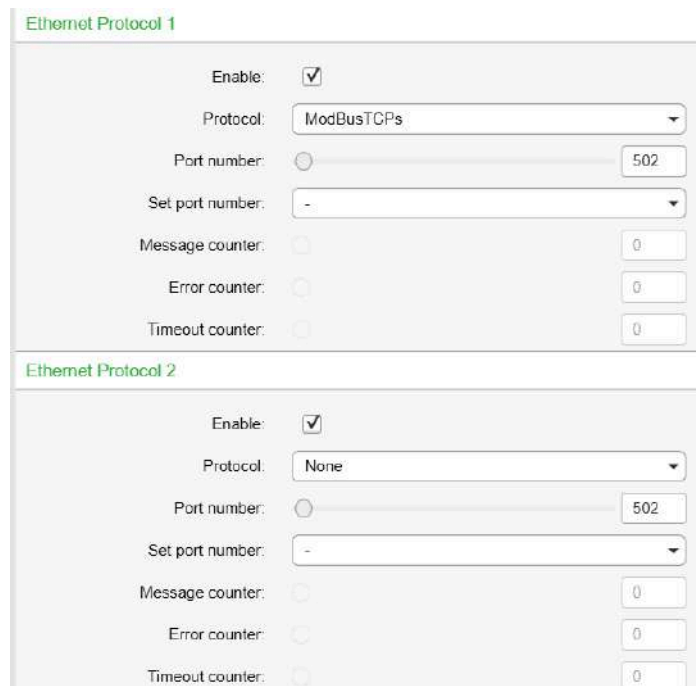 Ethernet Protocol 1
Enable:
Protocol: ModBusTCPs
Port number: 502
Set port number: -
Message counter: 0
Error counter: 0
Timeout counter: 0
Ethernet Protocol 2
Enable:
Protocol: None
Port number: 502
Set port number: -
Message counter: 0
Error counter: 0
Timeout counter: 0